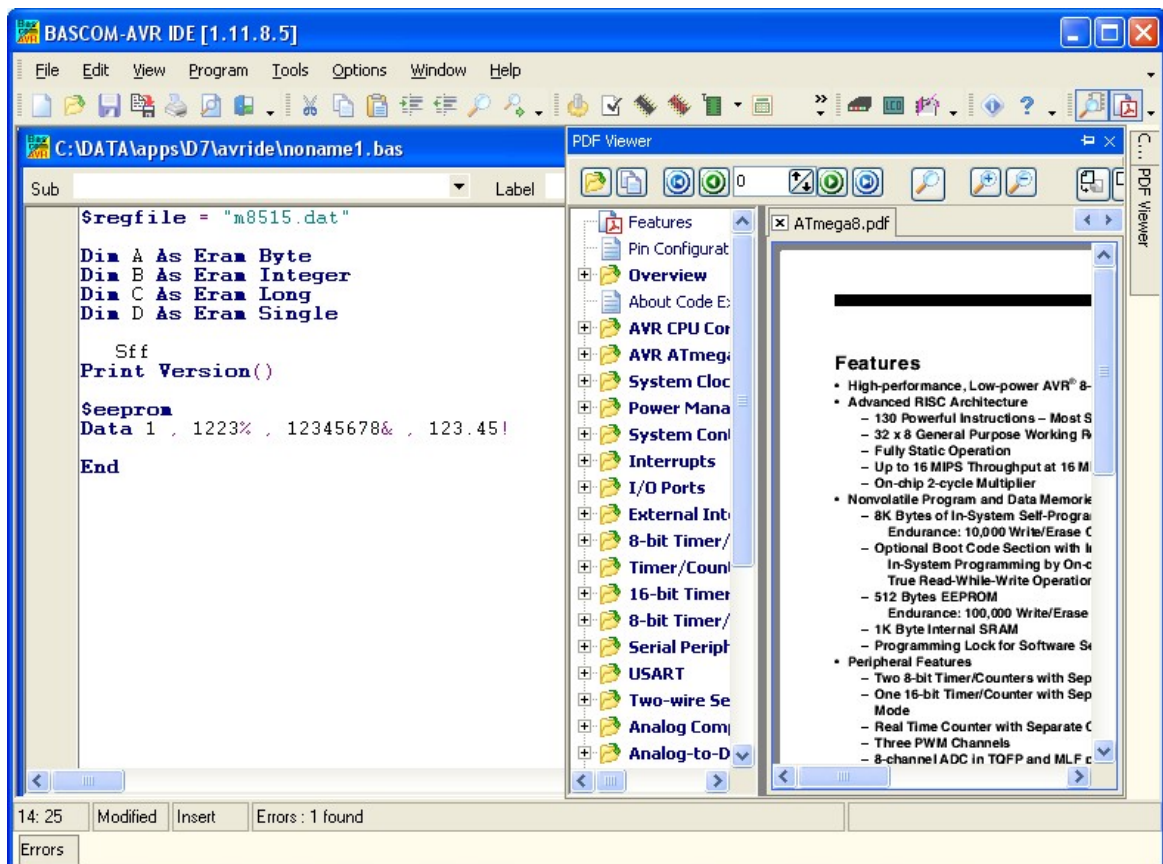 BASCOM-AVR IDE [1.11.8.5]
File Edit View Program Tools Options Window Help
C:\DATA\apps\D7\avride\noname1.bas
Sub Label
$regfile = "m8515.dat"
Dim A As Eram Byte
Dim B As Eram Integer
Dim C As Eram Long
Dim D As Eram Single
Sff
Print Version()
$eeprom
Data 1 , 1223% , 12345678& , 123.45!
End
PDF Viewer
0
Features
Pin Configurat
Overview
About Code E
AVR CPU Cor
AVR ATmega
System Cloc
Power Mana
System Cont
Interrupts
I/O Ports
External Inte
8-bit Timer/
Timer/Count
16-bit Timer
8-bit Timer/
Serial Periph
USART
Two-wire Se
Analog Comp
Analog-to-D
ATmega8.pdf
Features
• High-performance, Low-power AVR® 8-
• Advanced RISC Architecture
– 130 Powerful Instructions – Most S
– 32 x 8 General Purpose Working R
– Fully Static Operation
– Up to 16 MIPS Throughput at 16 M
– On-chip 2-cycle Multiplier
• Nonvolatile Program and Data Memorie
– 8K Bytes of In-System Self-Progra
Endurance: 10,000 Write/Erase C
– Optional Boot Code Section with I
In-System Programming by On-c
True Read-While-Write Operation
– 512 Bytes EEPROM
Endurance: 100,000 Write/Erase
– 1K Byte Internal SRAM
– Programming Lock for Software Se
• Peripheral Features
– Two 8-bit Timer/Counters with Sep
– One 16-bit Timer/Counter with Sep
Mode
– Real Time Counter with Separate C
– Three PWM Channels
– 8-channel ADC in TQFP and MLF p
C...
PDF Viewer
14: 25 Modified Insert Errors : 1 found
Errors